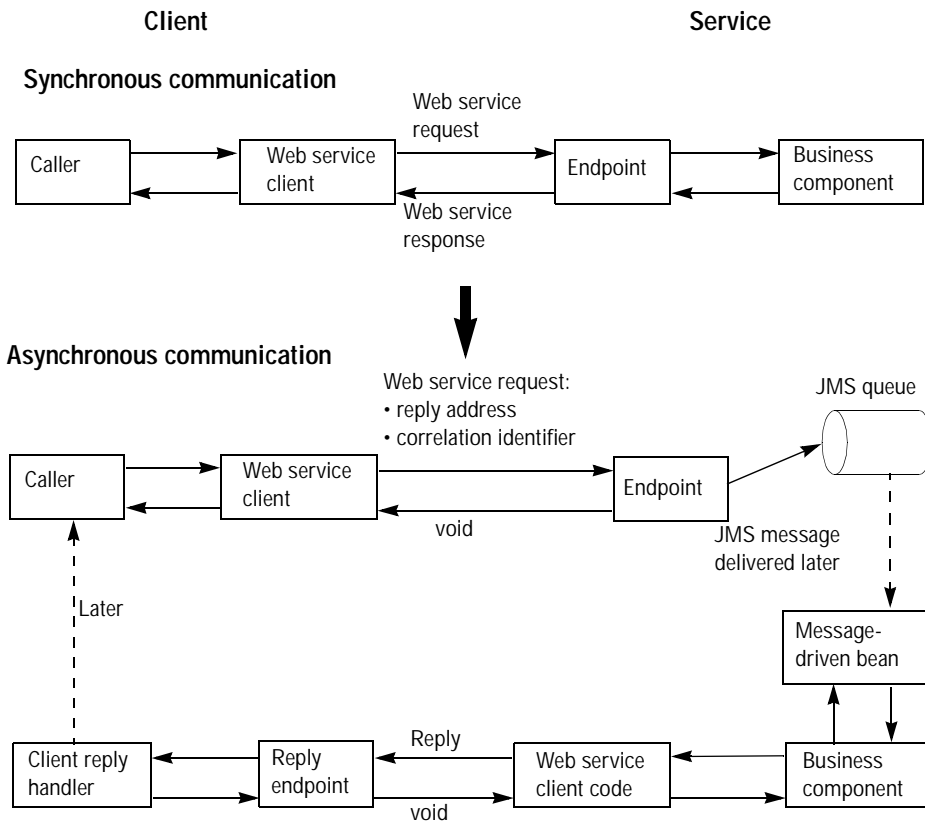 Client
Service
Synchronous communication
Web service
request
Caller
Web service
client
Endpoint
Business
component
Web service
response
Asynchronous communication
Web service request:
• reply address
• correlation identifier
JMS queue
Caller
Web service
client
Endpoint
void
JMS message
delivered later
Later
Message-
driven bean
Client reply
handler
Reply
endpoint
Reply
Web service
client code
Business
component
void